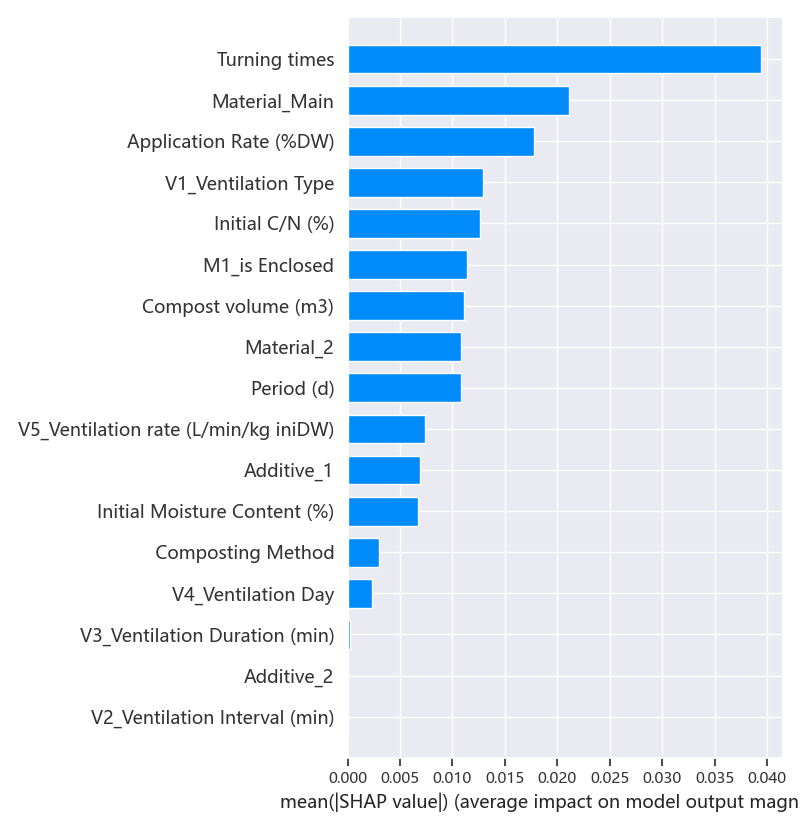 Turning times
Material_Main
Application Rate (%DW)
V1_Ventilation Type
Initial C/N (%)
M1_is Enclosed
Compost volume (m3)
Material_2
Period (d)
V5_Ventilation rate (L/min/kg iniDW)
Additive_1
Initial Moisture Content (%)
Composting Method
V4_Ventilation Day
V3_Ventilation Duration (min)
Additive_2
V2_Ventilation Interval (min)
0.000 0.005 0.010 0.015 0.020 0.025 0.030 0.035 0.040
mean(|SHAP value|) (average impact on model output magn